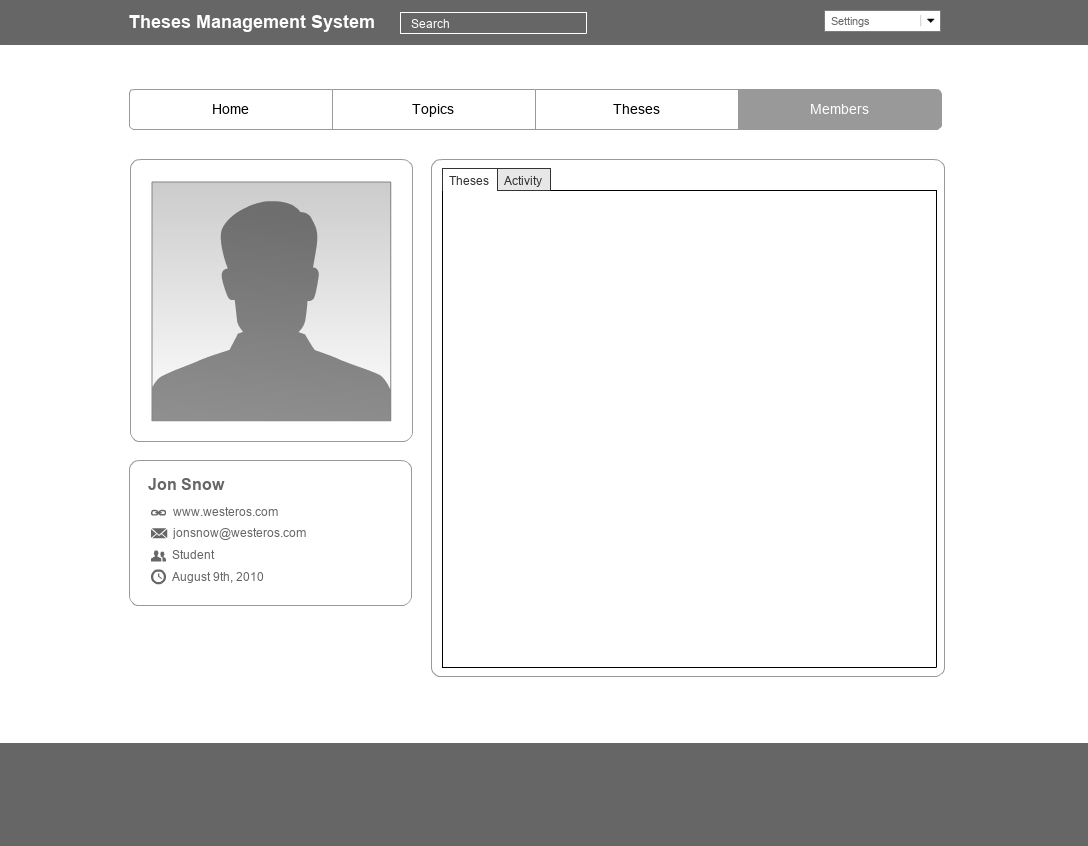 Theses Management System
Search
Settings
Home
Topics
Theses
Members
Theses
Activity
Jon Snow
www.westeros.com
jonsnow@westeros.com
Student
August 9th, 2010